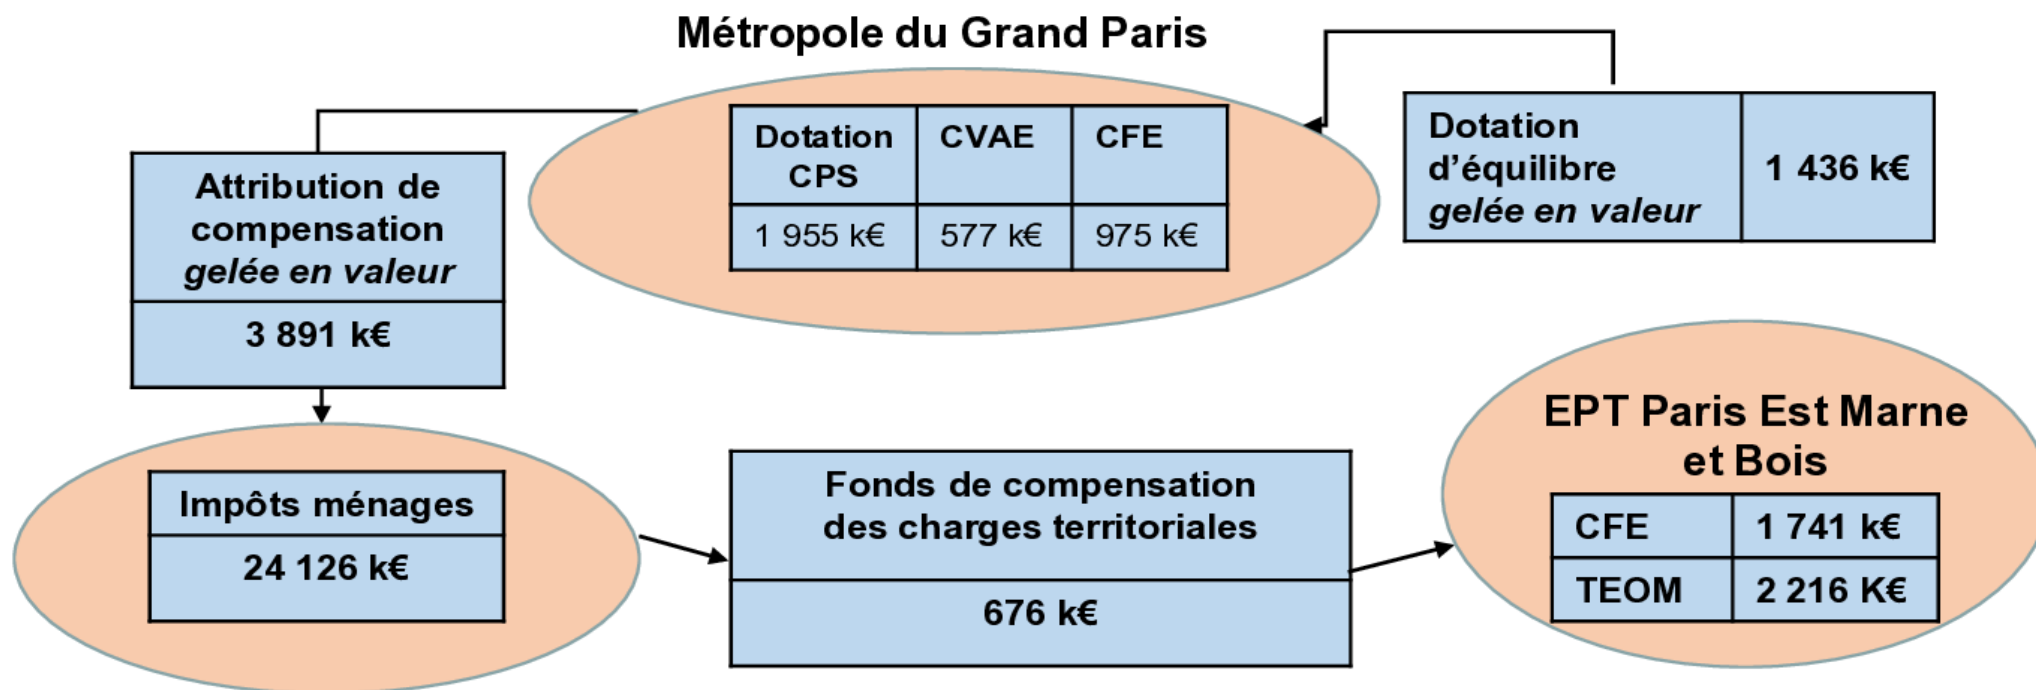 Métropole du Grand Paris
Dotation CPS
CVAE
CFE
1 955 k€
577 k€
975 k€
Dotation
d’équilibre
gelée en valeur
1 436 k€
Attribution de
compensation
gelée en valeur
3 891 k€
Impôts ménages
24 126 k€
Fonds de compensation
des charges territoriales
676 k€
EPT Paris Est Marne
et Bois
CFE
1 741 k€
TEOM
2 216 K€